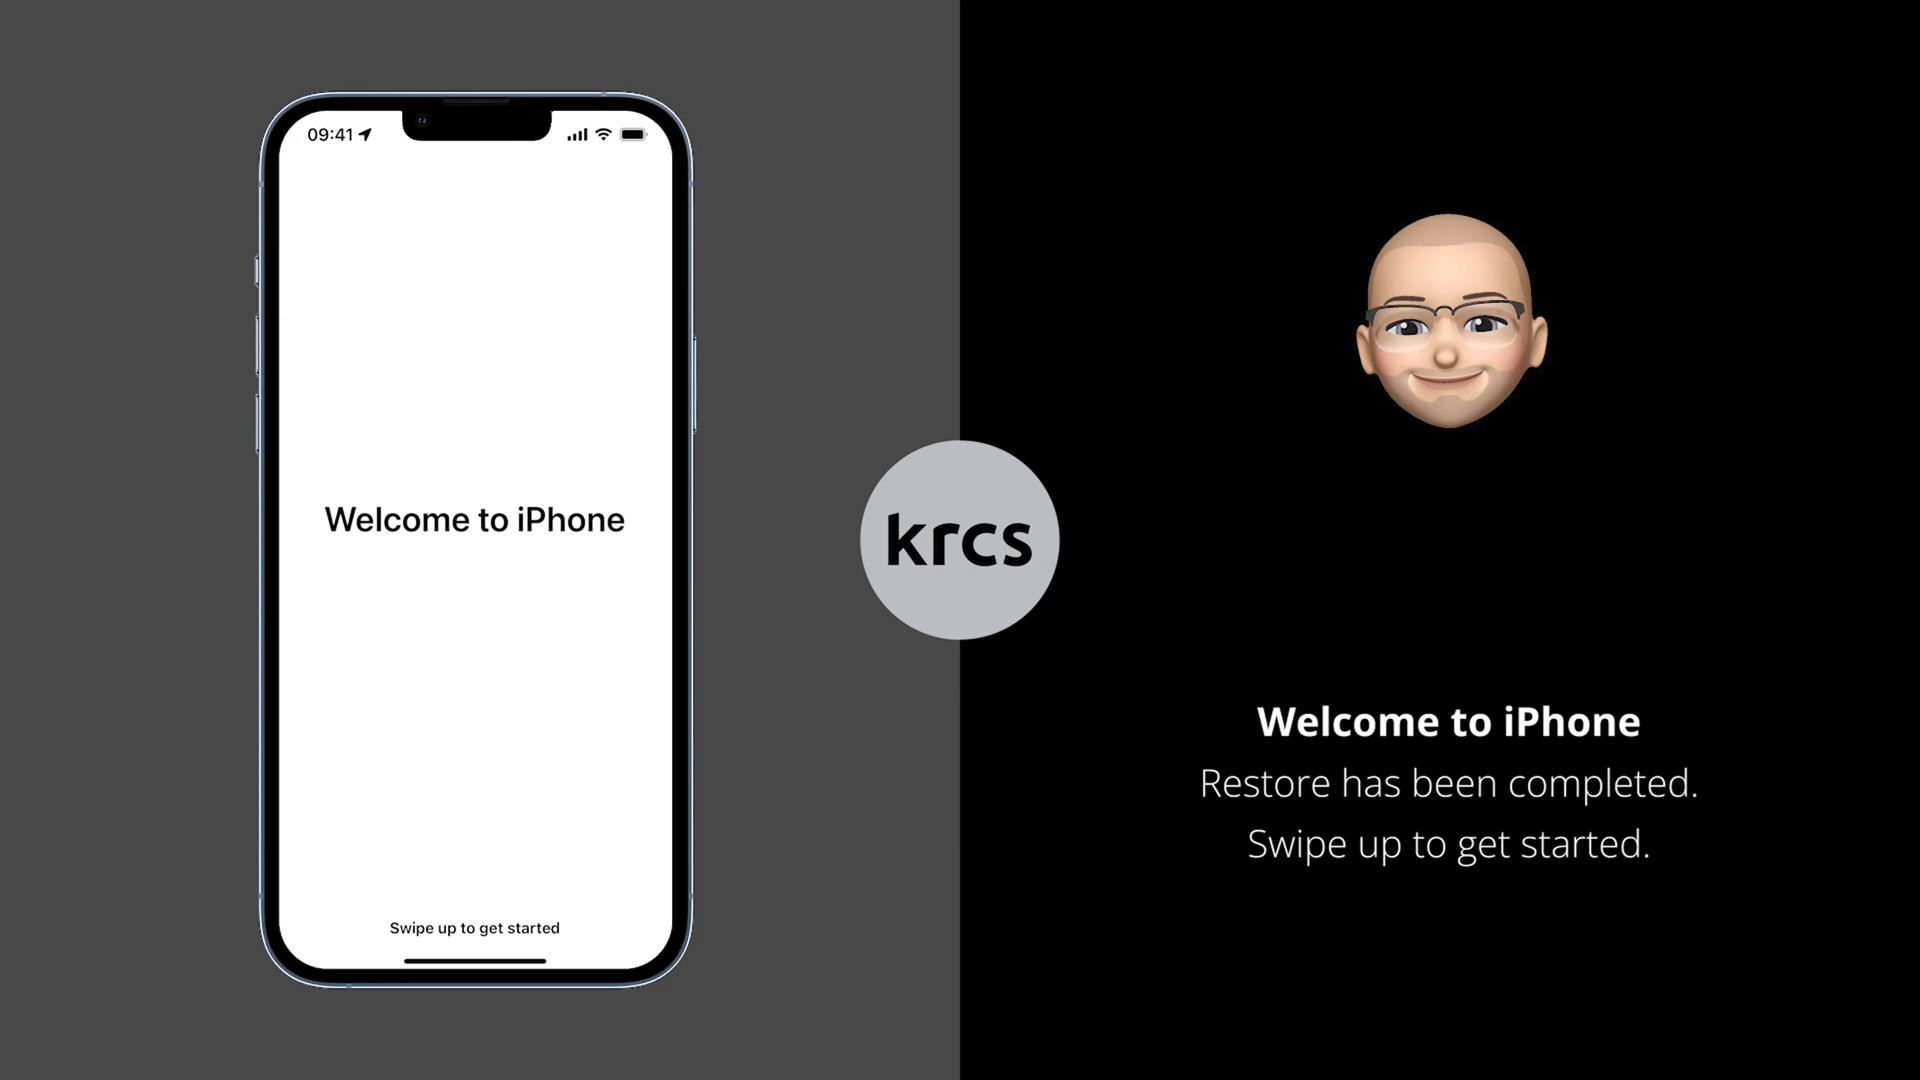 09:41
Welcome to iPhone
Swipe up to get started
krcs
Welcome to iPhone
Restore has been completed.
Swipe up to get started.